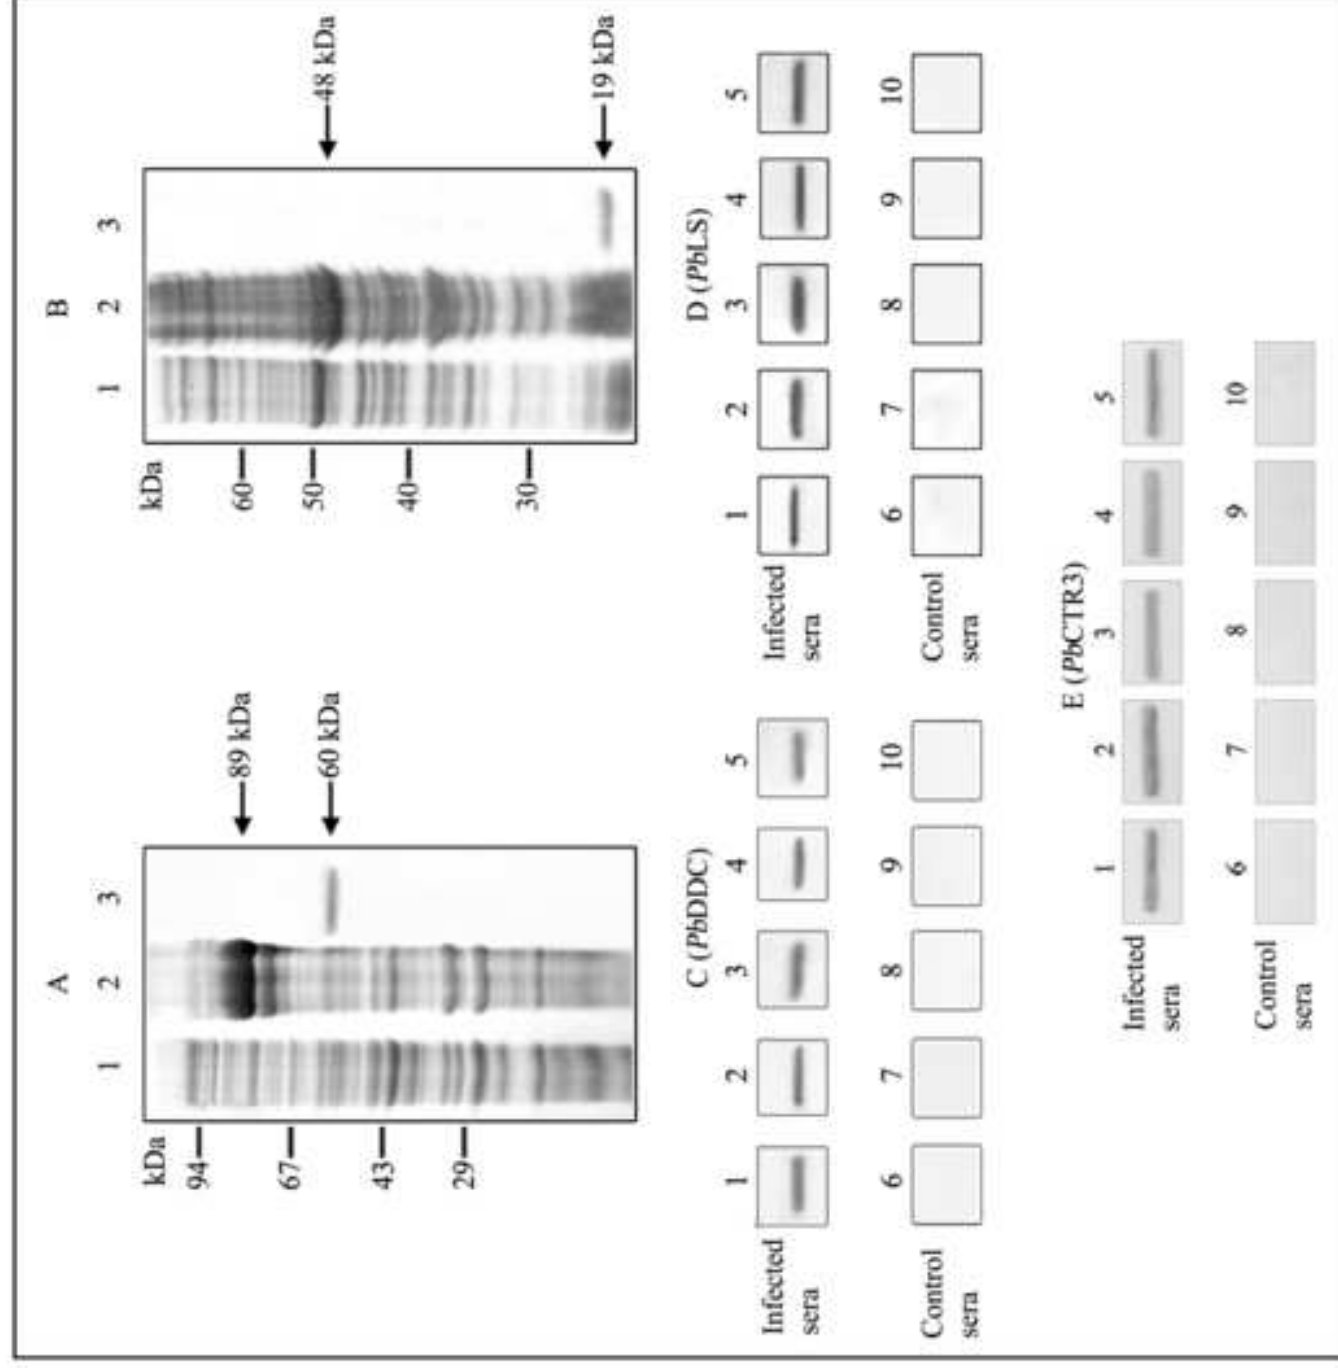 A
B
1 2 3
1 2 3
kDa
94
67
43
29
89 kDa
60 kDa
kDa
60
50
40
30
48 kDa
19 kDa
C (PbDDC)
1 2 3 4 5
Infected
sera
6 7 8 9 10
Control
sera
D (PbLS)
1 2 3 4 5
Infected
sera
6 7 8 9 10
Control
sera
E (PbCTR3)
1 2 3 4 5
Infected
sera
6 7 8 9 10
Control
sera